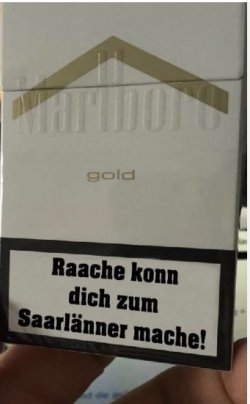 Marlboro
gold
Raache konn
dich zum
Saarlänner mache!